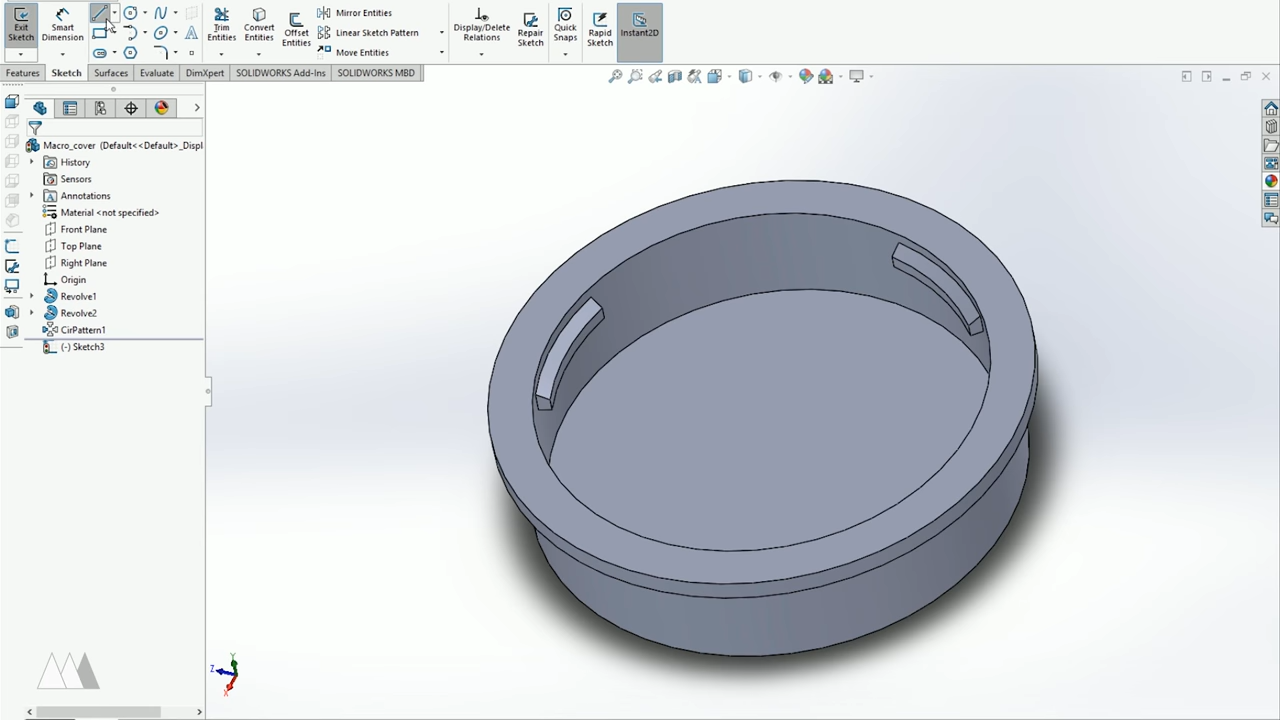 Exit Sketch
Smart Dimension
Trim Entities
Convert Entities
Offset Entities
Mirror Entities
Linear Sketch Pattern
Move Entities
Display/Delete Relations
Repair Sketch
Quick Snaps
Rapid Sketch
Instant2D
Features Sketch Surfaces Evaluate DimXpert SOLIDWORKS Add-Ins SOLIDWORKS MBD
Macro_cover (Default<<Default>_Displ
History
Sensors
Annotations
Material <not specified>
Front Plane
Top Plane
Right Plane
Origin
Revolve1
Revolve2
CirPattern1
(-) Sketch3
Y
Z
X